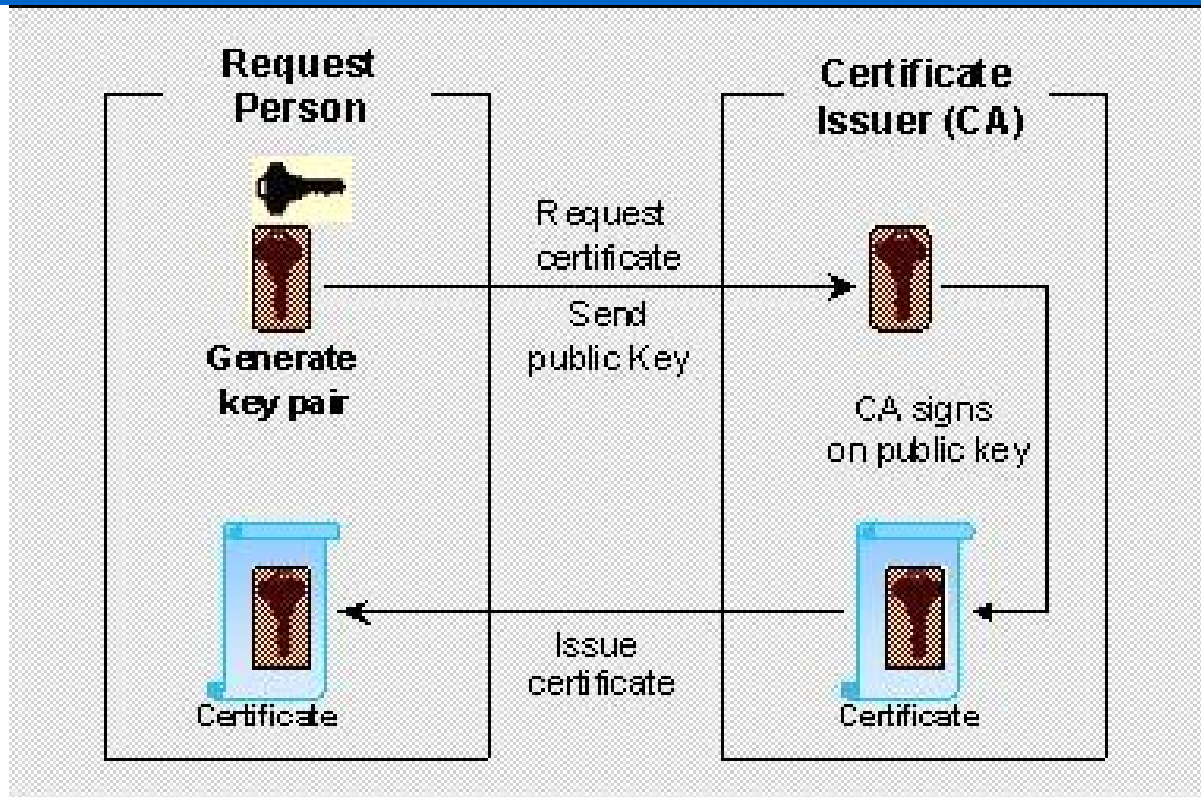 Request
Person
Certificate
Issuer (CA)
Request
certificate
Send
public Key
Generate
key pair
CA signs
on public key
Issue
certificate
Certificate
Certificate